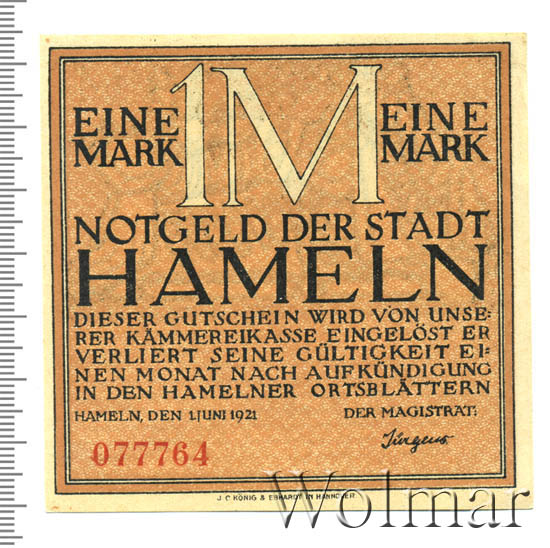 EINE 1M EINE
MARK MARK
NOTGELD DER STADT
HAMELN
DIESER GUTSCHEIN WIRD VON UNSE-
RER KÄMMEREIKASSE EINGELÖST ER
VERLIERT SEINE GÜLTIGKEIT EI-
NEN MONAT NACH AUFKÜNDIGUNG
IN DEN HAMELNER ORTSBLÄTTERN
HAMELN, DEN 1.JUNI 1921 DER MAGISTRAT:
077764 Jürgens
J. C. KÖNIG & EBHARDT IN HANNOVER
Wolmar